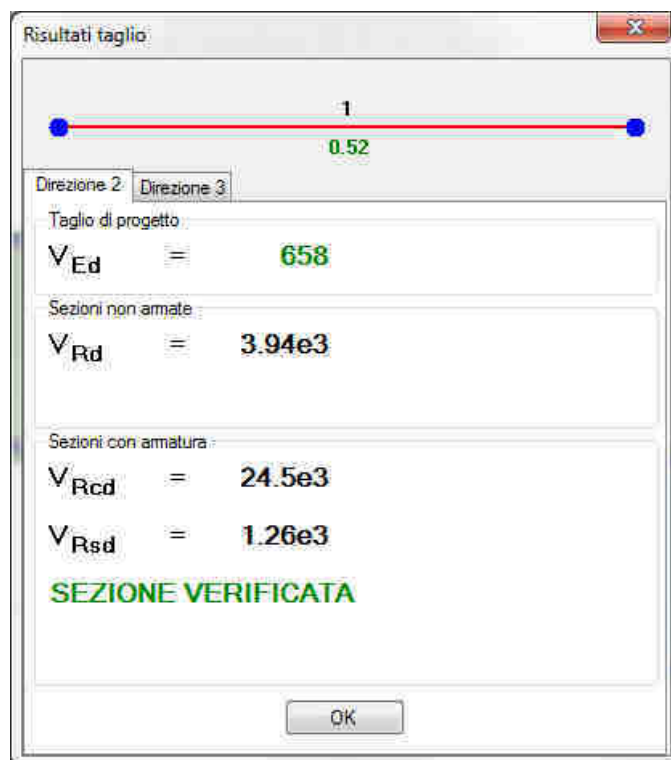 Risultati taglio
1
0.52
Direzione 2 Direzione 3
Taglio di progetto
VEd = 658
Sezioni non armate
VRd = 3.94e3
Sezioni con armatura
VRcd = 24.5e3
VRsd = 1.26e3
SEZIONE VERIFICATA
OK